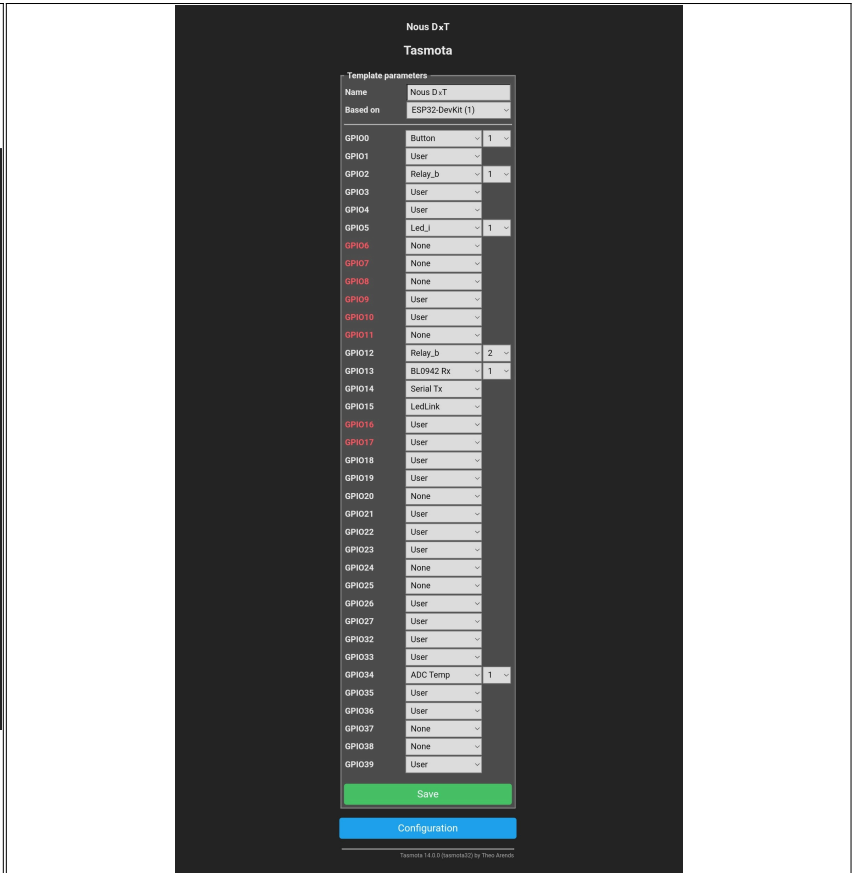 Nous D×T
Tasmota
Template parameters
Name Nous D×T
Based on ESP32-DevKit (1)
GPIO0 Button 1
GPIO1 User
GPIO2 Relay_b 1
GPIO3 User
GPIO4 User
GPIO5 Led_i 1
GPIO6 None
GPIO7 None
GPIO8 None
GPIO9 User
GPIO10 User
GPIO11 None
GPIO12 Relay_b 2
GPIO13 BL0942 Rx 1
GPIO14 Serial Tx
GPIO15 LedLink
GPIO16 User
GPIO17 User
GPIO18 User
GPIO19 User
GPIO20 None
GPIO21 User
GPIO22 User
GPIO23 User
GPIO24 None
GPIO25 None
GPIO26 User
GPIO27 User
GPIO32 User
GPIO33 User
GPIO34 ADC Temp 1
GPIO35 User
GPIO36 User
GPIO37 None
GPIO38 None
GPIO39 User
Save
Configuration
Tasmota 14.0.0 (tasmota32) by Theo Arends